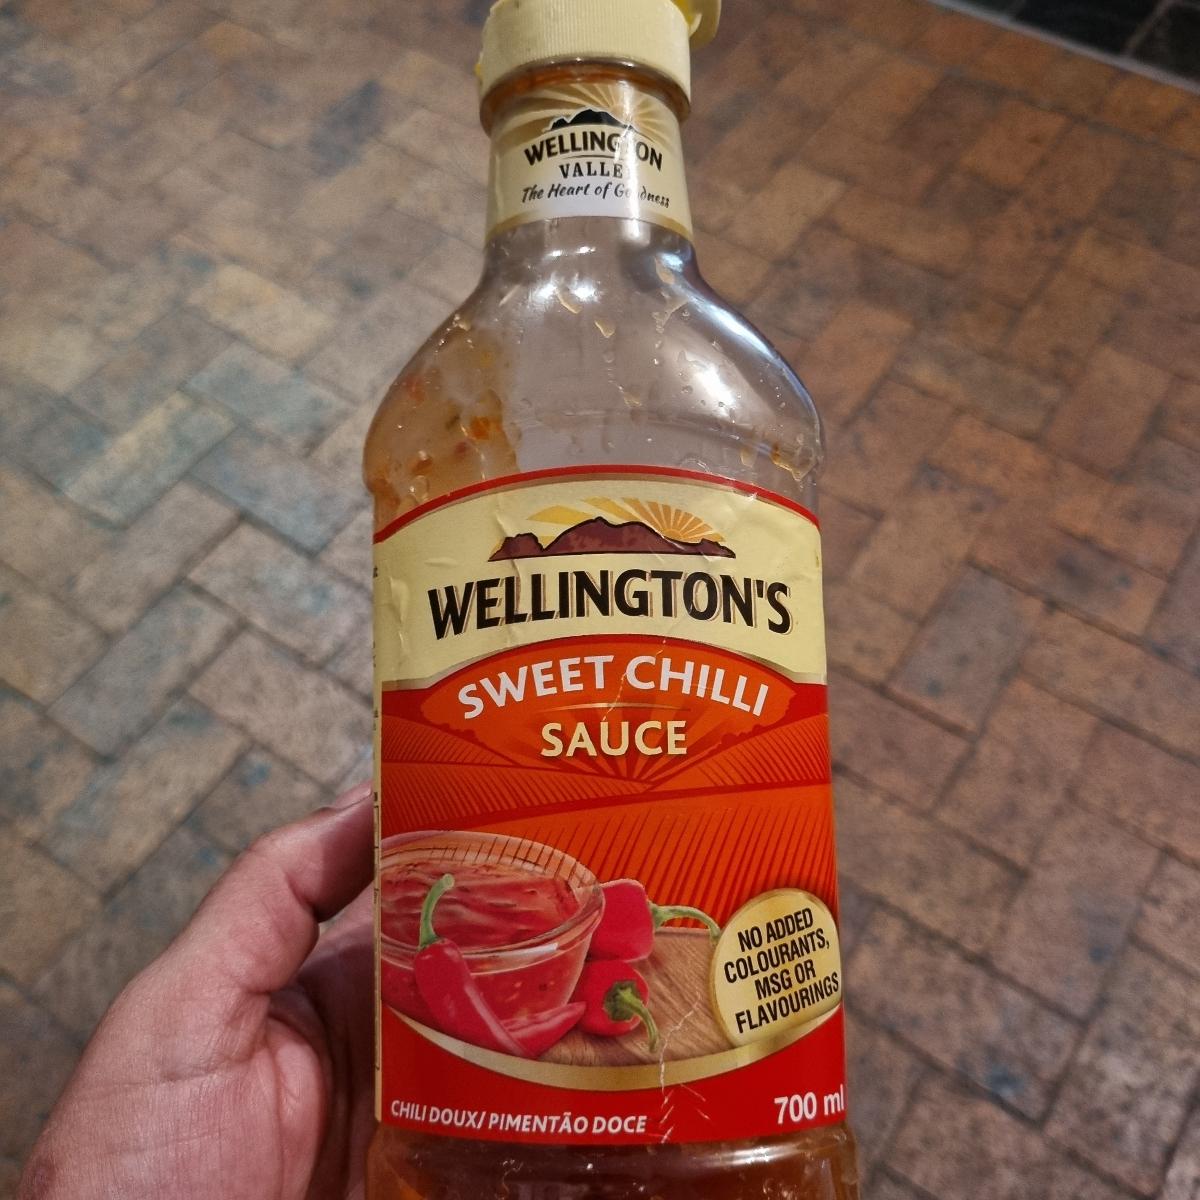 WELLINGTON
VALLE
The Heart of Goodness
WELLINGTON'S
SWEET CHILLI
SAUCE
NO ADDED
COLOURANTS,
MSG OR
FLAVOURINGS
CHILI DOUX/ PIMENTÃO DOCE
700 ml